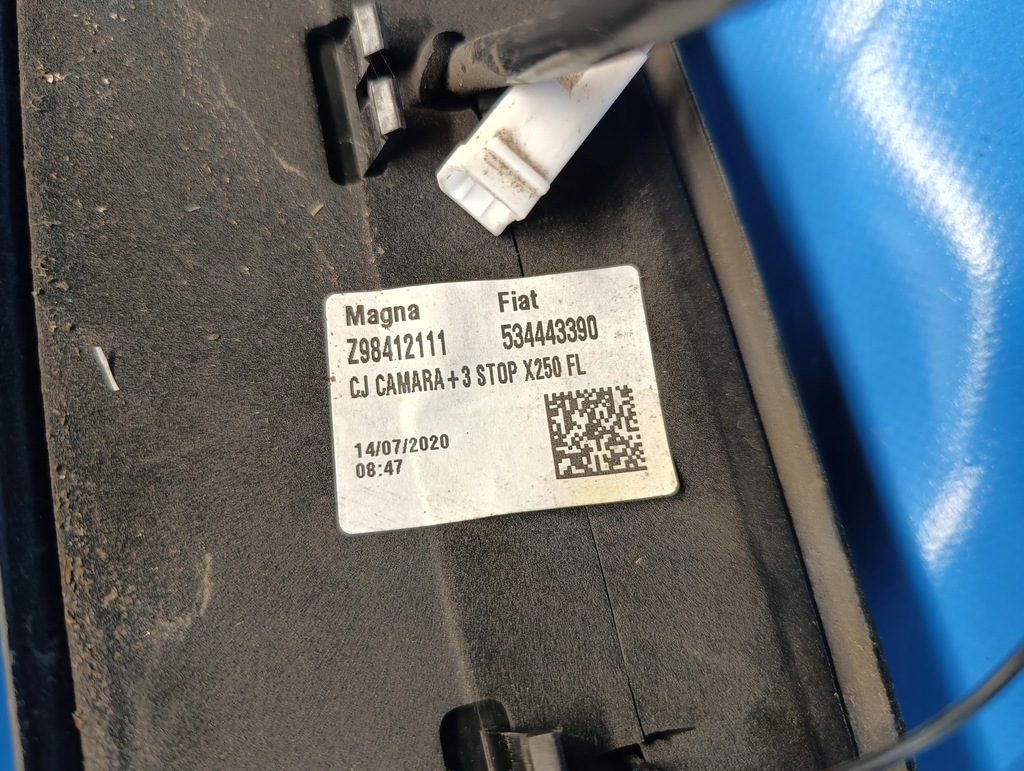 Magna Fiat
Z98412111 534443390
CJ CAMARA+3 STOP X250 FL
14/07/2020
08:47